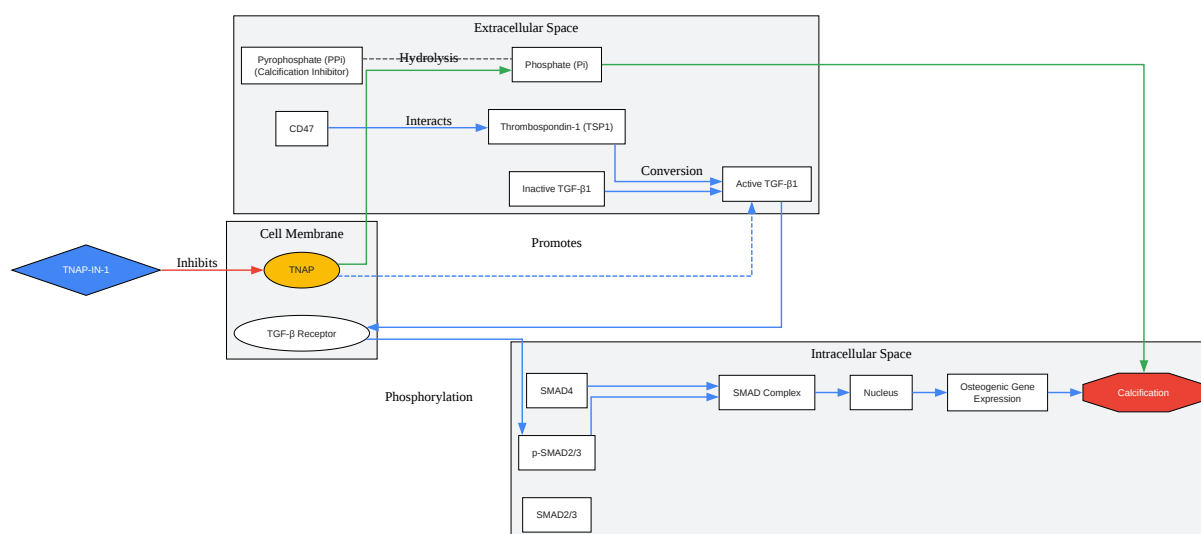 Extracellular Space
Pyrophosphate (PPi)
(Calcification Inhibitor)
Hydrolysis
Phosphate (Pi)
CD47
Interacts
Thrombospondin-1 (TSP1)
Conversion
Inactive TGF-β1
Active TGF-β1
Cell Membrane
Promotes
TNAP-IN-1
Inhibits
TNAP
TGF-β Receptor
Intracellular Space
Phosphorylation
SMAD4
SMAD Complex
Nucleus
Osteogenic Gene
Expression
Calcification
p-SMAD2/3
SMAD2/3